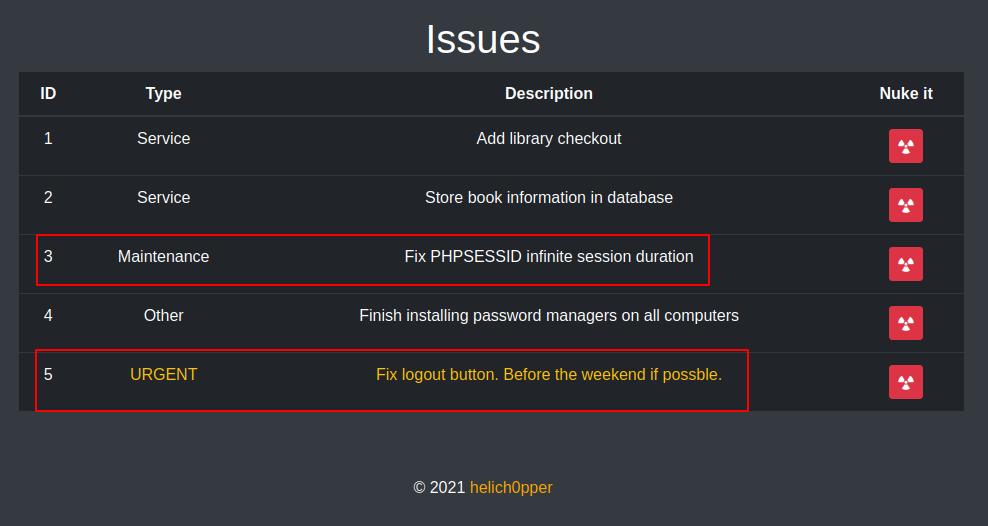 Issues
ID Type Description Nuke it
1 Service Add library checkout
2 Service Store book information in database
3 Maintenance Fix PHPSESSID infinite session duration
4 Other Finish installing password managers on all computers
5 URGENT Fix logout button. Before the weekend if possble.
© 2021 helich0pper